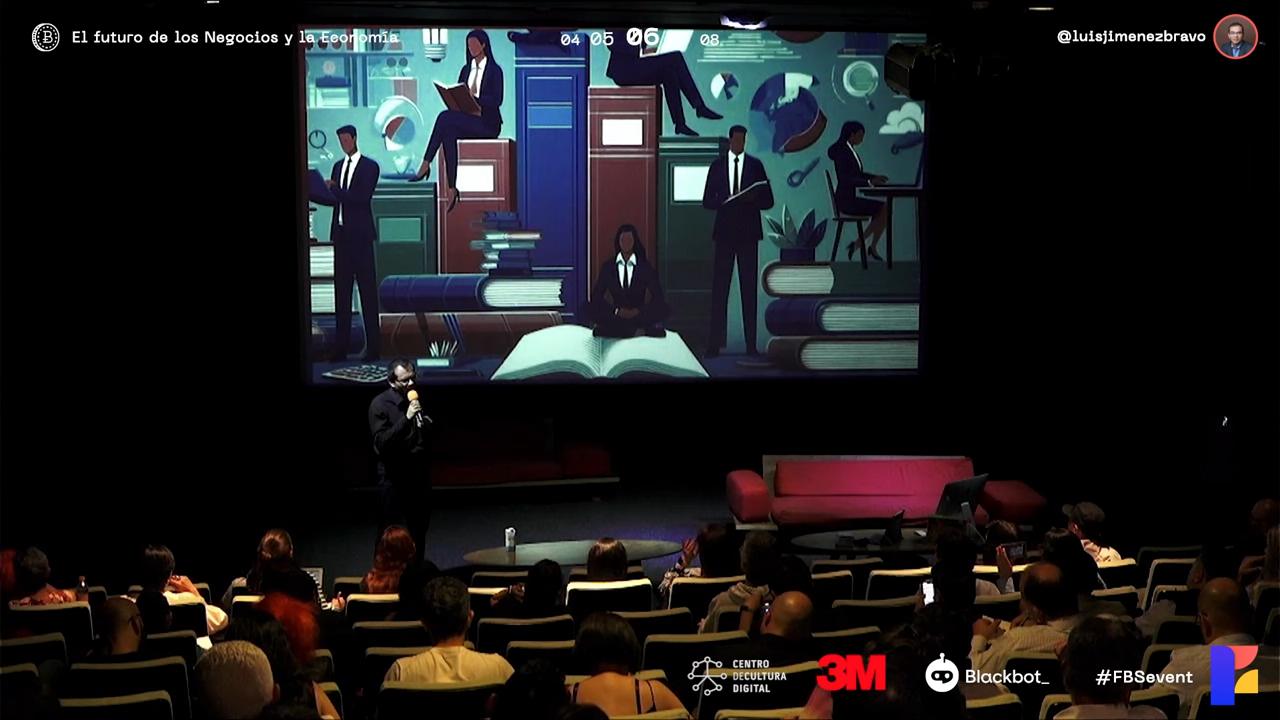 El futuro de los Negocios y la Economía
04 05 06 08
@luisjimenezbravo
CENTRO
DECULTURA
DIGITAL
3M
Blackbot_
#FBSevent